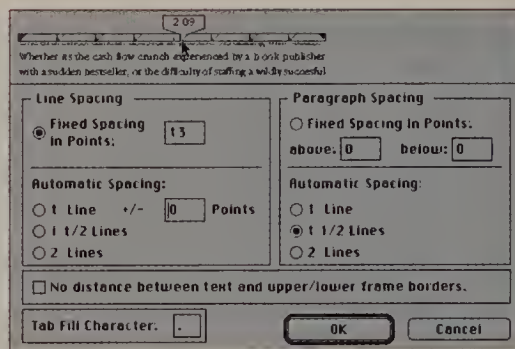 2.09
Whether its the cash flow crunch experienced by a book publisher
with a sudden bestseller, or the difficulty of staffing a wildly succesful
Line Spacing
Fixed Spacing
In Points:
13
Automatic Spacing:
1 Line +/- 0 Points
1 1/2 Lines
2 Lines
Paragraph Spacing
Fixed Spacing In Points:
above: 0 below: 0
Automatic Spacing:
1 Line
1 1/2 Lines
2 Lines
No distance between text and upper/lower frame borders.
Tab Fill Character: .
OK Cancel